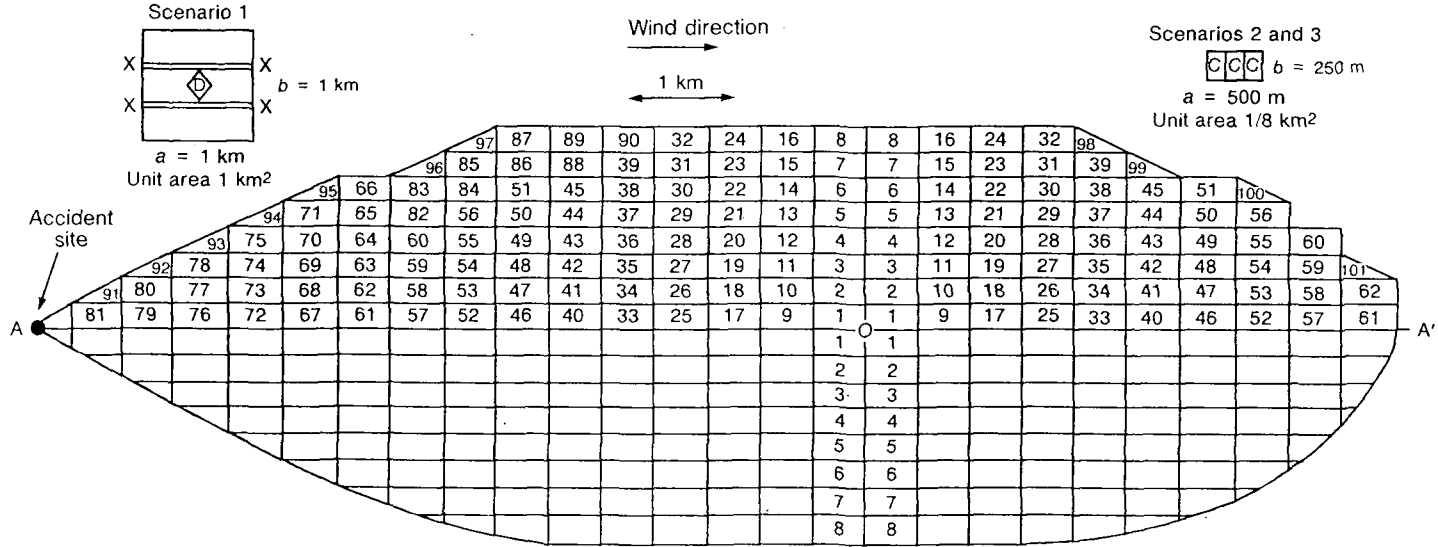 Scenario 1
X X
D
X X
b = 1 km
a = 1 km
Unit area 1 km²
Wind direction
1 km
Scenarios 2 and 3
C C C b = 250 m
a = 500 m
Unit area 1/8 km²
Accident
site
97 87 89 90 32 24 16 8 8 16 24 32 98
96 85 86 88 39 31 23 15 7 7 15 23 31 39 99
95 66 83 84 51 45 38 30 22 14 6 6 14 22 30 38 45 51 100
94 71 65 82 56 50 44 37 29 21 13 5 5 13 21 29 37 44 50 56
93 75 70 64 60 55 49 43 36 28 20 12 4 4 12 20 28 36 43 49 55 60
92 78 74 69 63 59 54 48 42 35 27 19 11 3 3 11 19 27 35 42 48 54 59 101
91 80 77 73 68 62 58 53 47 41 34 26 18 10 2 2 10 18 26 34 41 47 53 58 62
81 79 76 72 67 61 57 52 46 40 33 25 17 9 1 1 9 17 25 33 40 46 52 57 61
A O A'
1 1
2 2
3 3
4 4
5 5
6 6
7 7
8 8